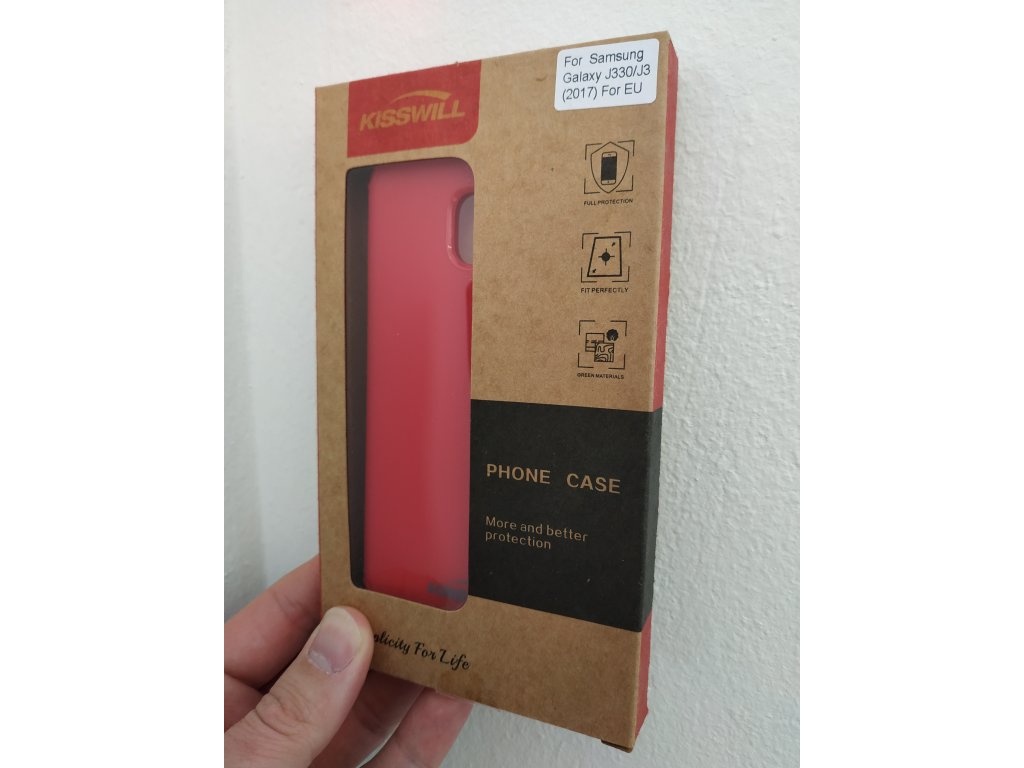 KISSWILL
For Samsung
Galaxy J330/J3
(2017) For EU
FULL PROTECTION
FIT PERFECTLY
GREEN MATERIALS
PHONE CASE
More and better
protection
For Life